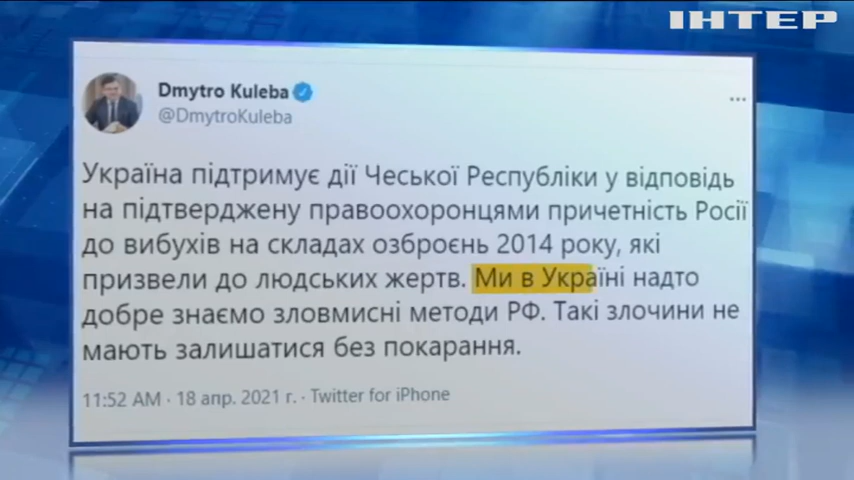 ІНТЕР
Dmytro Kuleba
@DmytroKuleba
Україна підтримує дії Чеської Республіки у відповідь
на підтверджену правоохоронцями причетність Росії
до вибухів на складах озброєнь 2014 року, які
призвели до людських жертв. Ми в Україні надто
добре знаємо зловмисні методи РФ. Такі злочини не
мають залишатися без покарання.
11:52 AM · 18 апр. 2021 г. · Twitter for iPhone